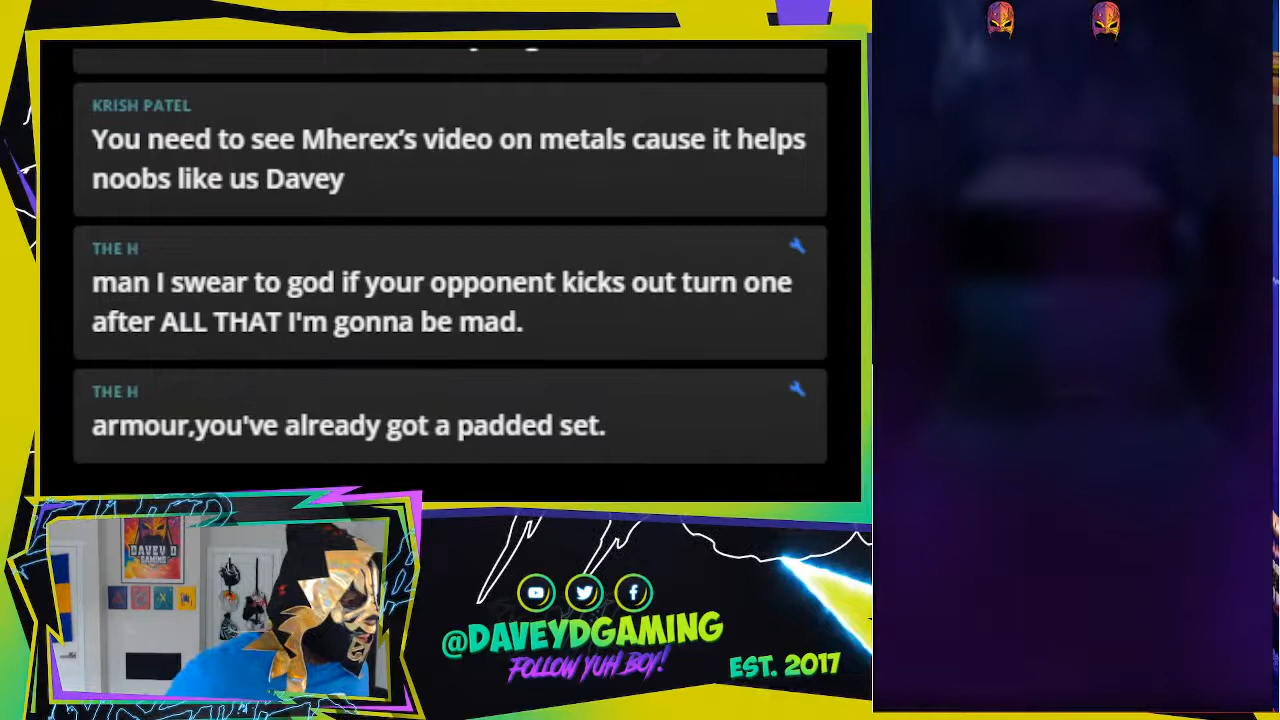 KRISH PATEL
You need to see Mherex's video on metals cause it helps
noobs like us Davey
THE H
man I swear to god if your opponent kicks out turn one
after ALL THAT I'm gonna be mad.
THE H
armour,you've already got a padded set.
DAVEY D
GAMING
@DAVEYDGAMING
FOLLOW YUH BOY!
EST. 2017